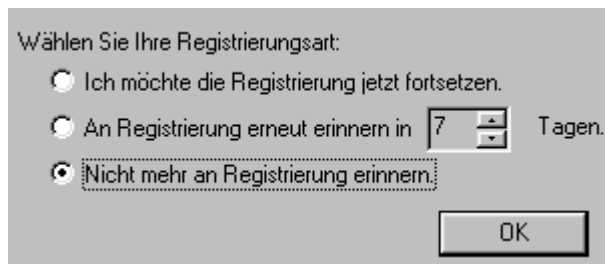 Wählen Sie Ihre Registrierungsart:
Ich möchte die Registrierung jetzt fortsetzen.
An Registrierung erneut erinnern in 7 Tagen.
Nicht mehr an Registrierung erinnern.
OK